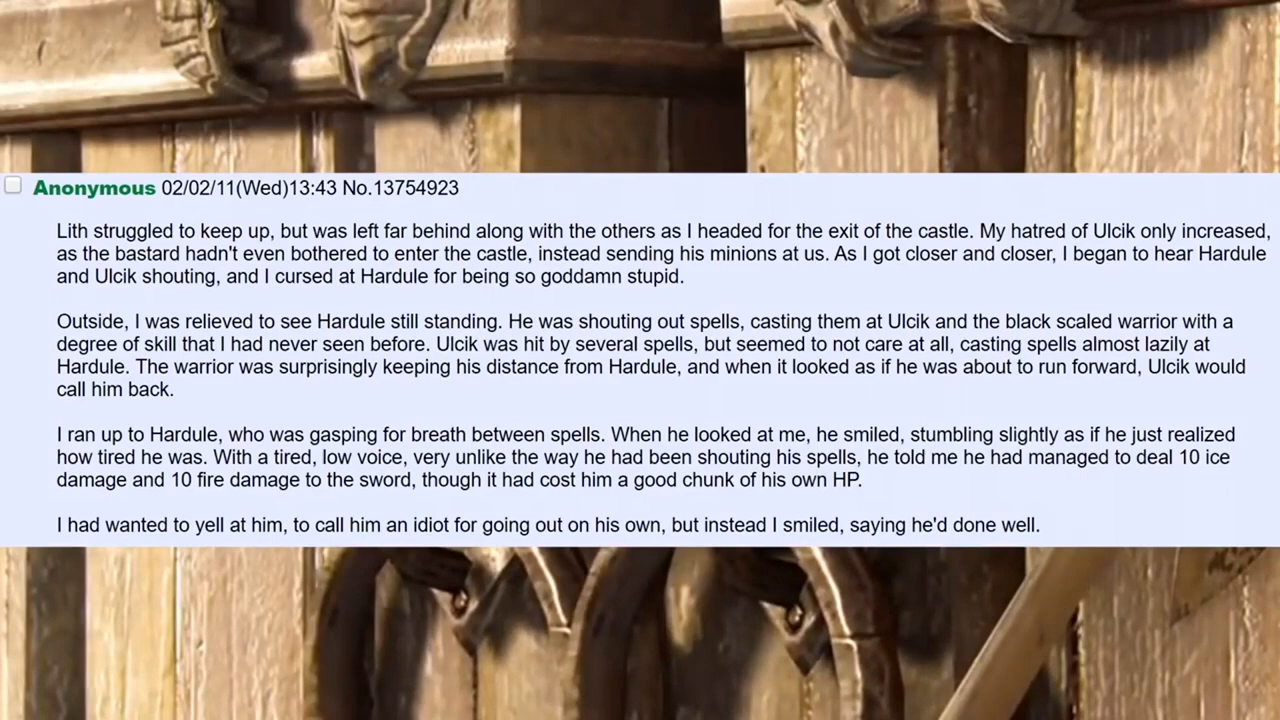 Anonymous 02/02/11(Wed)13:43 No.13754923
Lith struggled to keep up, but was left far behind along with the others as I headed for the exit of the castle. My hatred of Ulcik only increased,
as the bastard hadn't even bothered to enter the castle, instead sending his minions at us. As I got closer and closer, I began to hear Hardule
and Ulcik shouting, and I cursed at Hardule for being so goddamn stupid.
Outside, I was relieved to see Hardule still standing. He was shouting out spells, casting them at Ulcik and the black scaled warrior with a
degree of skill that I had never seen before. Ulcik was hit by several spells, but seemed to not care at all, casting spells almost lazily at
Hardule. The warrior was surprisingly keeping his distance from Hardule, and when it looked as if he was about to run forward, Ulcik would
call him back.
I ran up to Hardule, who was gasping for breath between spells. When he looked at me, he smiled, stumbling slightly as if he just realized
how tired he was. With a tired, low voice, very unlike the way he had been shouting his spells, he told me he had managed to deal 10 ice
damage and 10 fire damage to the sword, though it had cost him a good chunk of his own HP.
I had wanted to yell at him, to call him an idiot for going out on his own, but instead I smiled, saying he'd done well.